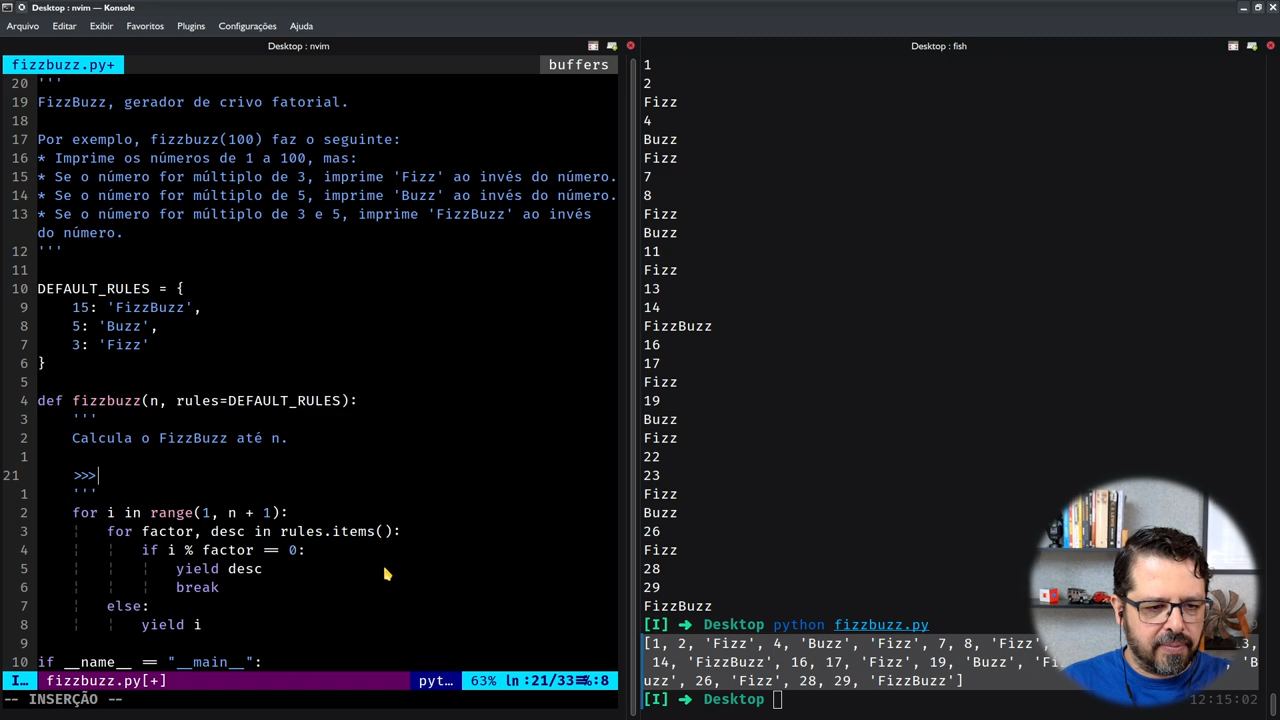 Desktop : nvim — Konsole
Arquivo Editar Exibir Favoritos Plugins Configurações Ajuda
Desktop : nvim
fizzbuzz.py+ buffers
20 '''
19 FizzBuzz, gerador de crivo fatorial.
18
17 Por exemplo, fizzbuzz(100) faz o seguinte:
16 * Imprime os números de 1 a 100, mas:
15 * Se o número for múltiplo de 3, imprime 'Fizz' ao invés do número.
14 * Se o número for múltiplo de 5, imprime 'Buzz' ao invés do número.
13 * Se o número for múltiplo de 3 e 5, imprime 'FizzBuzz' ao invés
do número.
12 '''
11
10 DEFAULT_RULES = {
9 15: 'FizzBuzz',
8 5: 'Buzz',
7 3: 'Fizz'
6 }
5
4 def fizzbuzz(n, rules=DEFAULT_RULES):
3 '''
2 Calcula o FizzBuzz até n.
1
21 >>>
1 '''
2 for i in range(1, n + 1):
3 for factor, desc in rules.items():
4 if i % factor == 0:
5 yield desc
6 break
7 else:
8 yield i
9
10 if __name__ == "__main__":
I… fizzbuzz.py[+] pyt… 63% ln:21/33≡%:8
-- INSERÇÃO --
Desktop : fish
1
2
Fizz
4
Buzz
Fizz
7
8
Fizz
Buzz
11
Fizz
13
14
FizzBuzz
16
17
Fizz
19
Buzz
Fizz
22
23
Fizz
Buzz
26
Fizz
28
29
FizzBuzz
[I] ➜ Desktop python fizzbuzz.py
[1, 2, 'Fizz', 4, 'Buzz', 'Fizz', 7, 8, 'Fizz', 13,
14, 'FizzBuzz', 16, 17, 'Fizz', 19, 'Buzz', 'B
uzz', 26, 'Fizz', 28, 29, 'FizzBuzz']
[I] ➜ Desktop 12:15:02